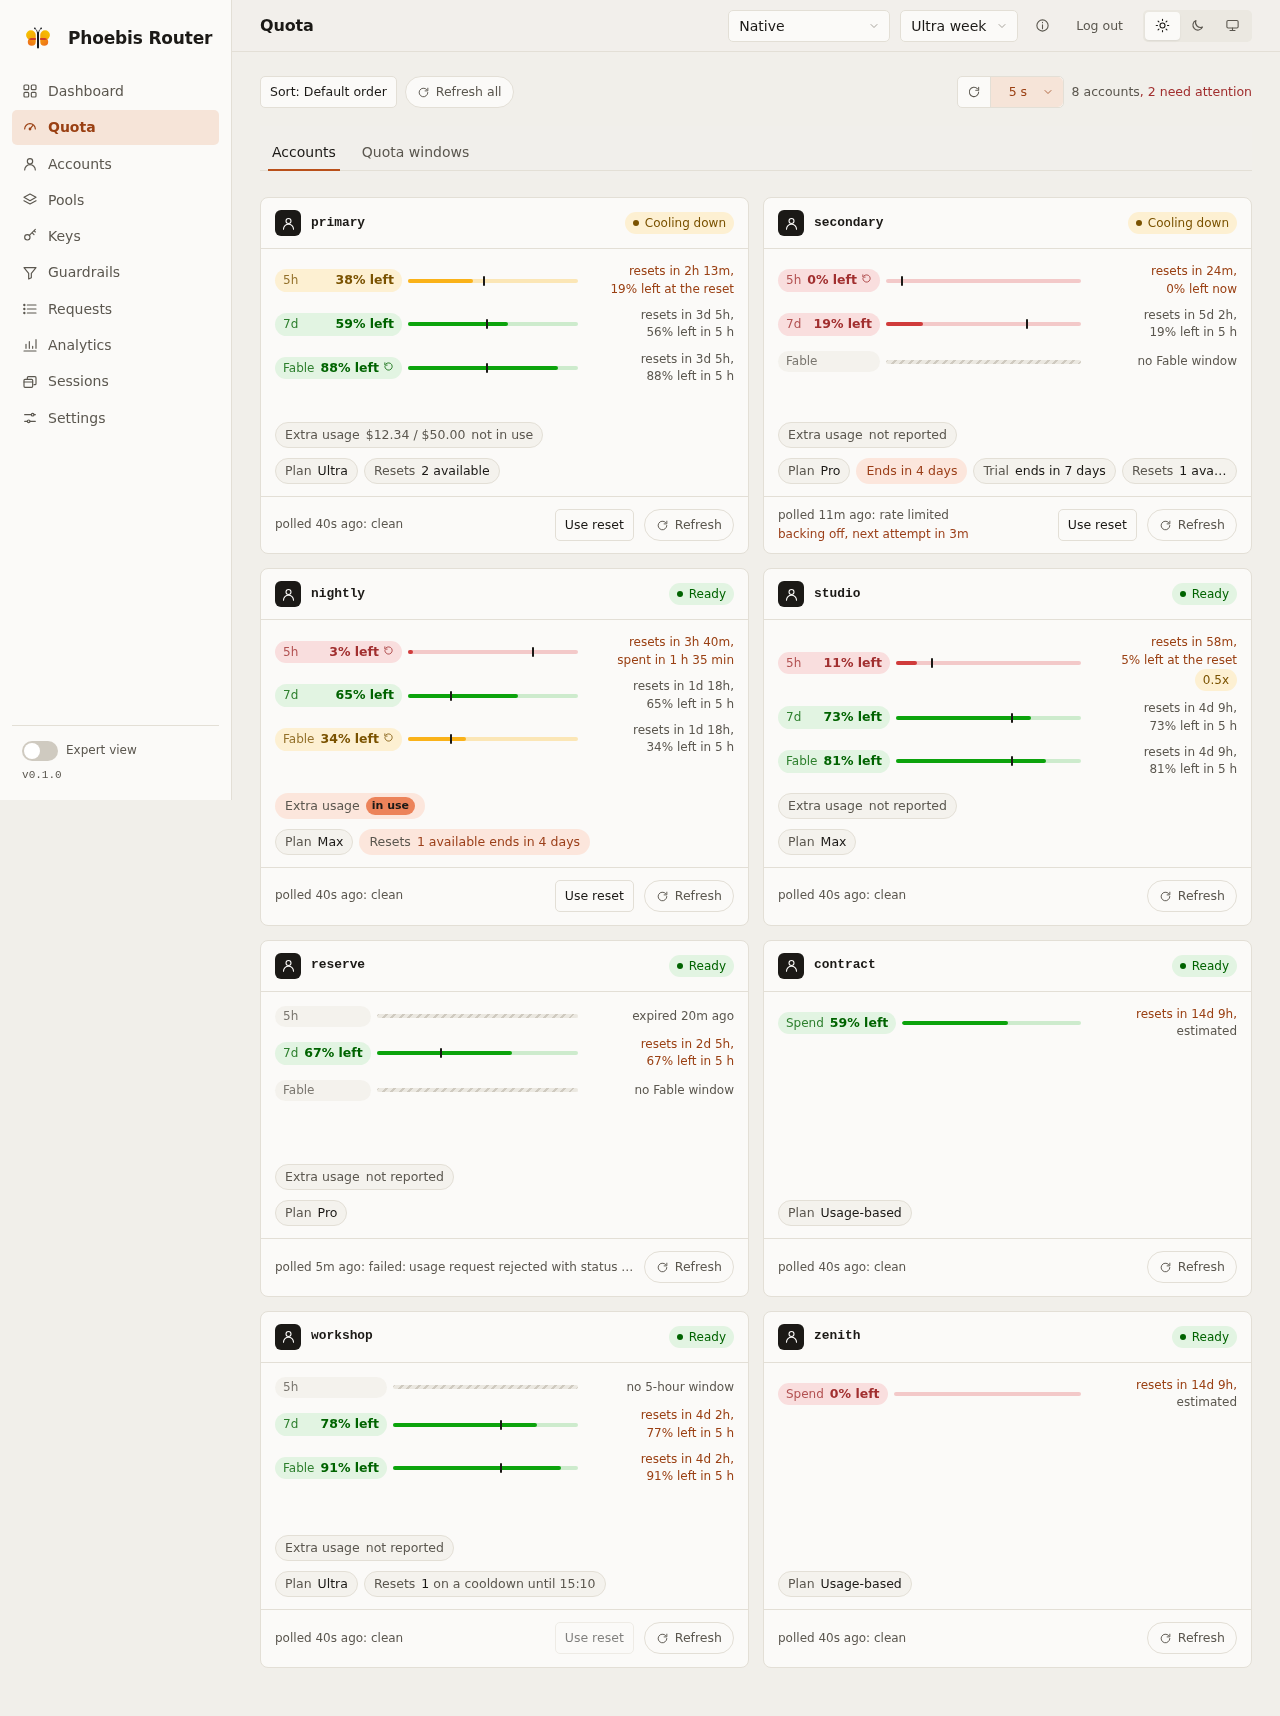 Phoebis Router
Dashboard
Quota
Accounts
Pools
Keys
Guardrails
Requests
Analytics
Sessions
Settings
Expert view
v0.1.0
Quota
Native
Ultra week
Log out
Sort: Default order
Refresh all
5 s
8 accounts, 2 need attention
Accounts
Quota windows
primary
Cooling down
5h 38% left
resets in 2h 13m,
19% left at the reset
7d 59% left
resets in 3d 5h,
56% left in 5 h
Fable 88% left
resets in 3d 5h,
88% left in 5 h
Extra usage $12.34 / $50.00 not in use
Plan Ultra
Resets 2 available
polled 40s ago: clean
Use reset
Refresh
secondary
Cooling down
5h 0% left
resets in 24m,
0% left now
7d 19% left
resets in 5d 2h,
19% left in 5 h
Fable
no Fable window
Extra usage not reported
Plan Pro
Ends in 4 days
Trial ends in 7 days
Resets 1 ava...
polled 11m ago: rate limited
backing off, next attempt in 3m
Use reset
Refresh
nightly
Ready
5h 3% left
resets in 3h 40m,
spent in 1 h 35 min
7d 65% left
resets in 1d 18h,
65% left in 5 h
Fable 34% left
resets in 1d 18h,
34% left in 5 h
Extra usage in use
Plan Max
Resets 1 available ends in 4 days
polled 40s ago: clean
Use reset
Refresh
studio
Ready
5h 11% left
resets in 58m,
5% left at the reset
0.5x
7d 73% left
resets in 4d 9h,
73% left in 5 h
Fable 81% left
resets in 4d 9h,
81% left in 5 h
Extra usage not reported
Plan Max
polled 40s ago: clean
Refresh
reserve
Ready
5h
expired 20m ago
7d 67% left
resets in 2d 5h,
67% left in 5 h
Fable
no Fable window
Extra usage not reported
Plan Pro
polled 5m ago: failed: usage request rejected with status ...
Refresh
contract
Ready
Spend 59% left
resets in 14d 9h,
estimated
Plan Usage-based
polled 40s ago: clean
Refresh
workshop
Ready
5h
no 5-hour window
7d 78% left
resets in 4d 2h,
77% left in 5 h
Fable 91% left
resets in 4d 2h,
91% left in 5 h
Extra usage not reported
Plan Ultra
Resets 1 on a cooldown until 15:10
polled 40s ago: clean
Use reset
Refresh
zenith
Ready
Spend 0% left
resets in 14d 9h,
estimated
Plan Usage-based
polled 40s ago: clean
Refresh